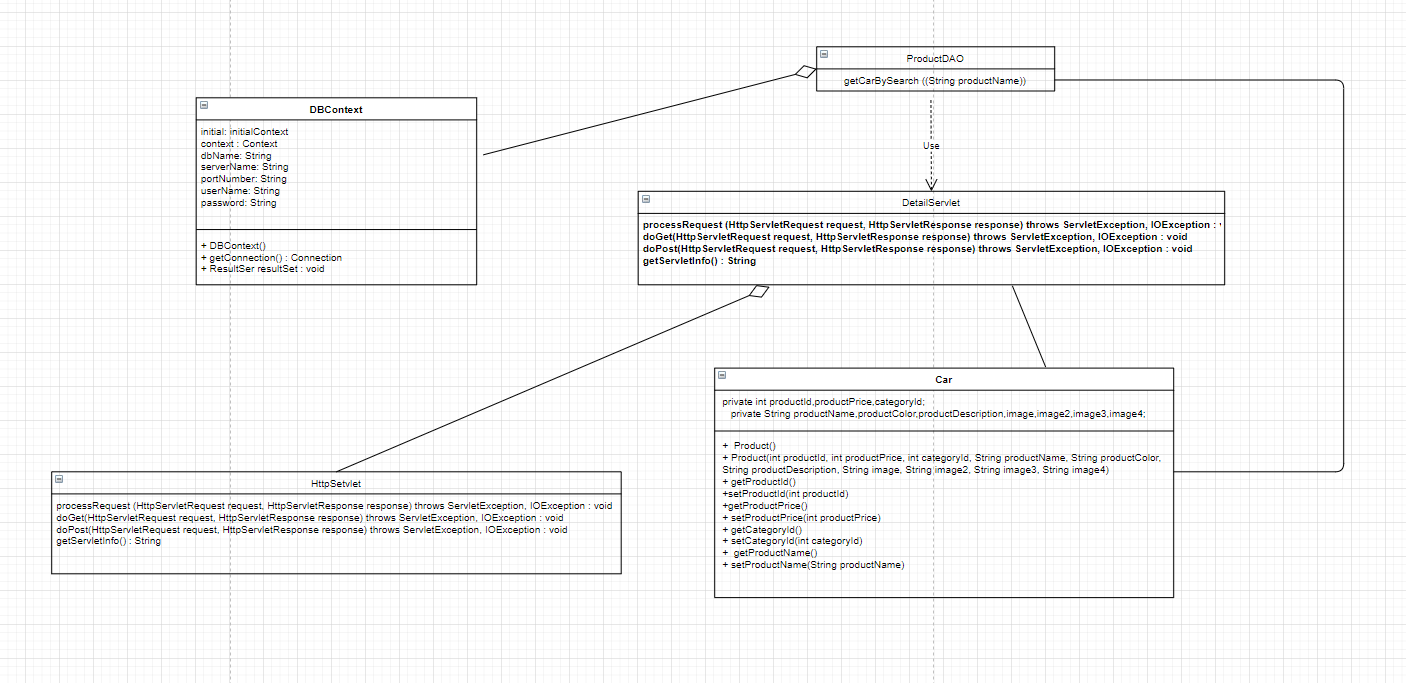 ProductDAO
getCarBySearch ((String productName))
DBContext
initial: initialContext
context : Context
dbName: String
serverName: String
portNumber: String
userName: String
password: String
+ DBContext()
+ getConnection() : Connection
+ ResultSer resultSet : void
Use
DetailServlet
processRequest (HttpServletRequest request, HttpServletResponse response) throws ServletException, IOException :
doGet(HttpServletRequest request, HttpServletResponse response) throws ServletException, IOException : void
doPost(HttpServletRequest request, HttpServletResponse response) throws ServletException, IOException : void
getServletInfo() : String
Car
private int productId,productPrice,categoryId;
private String productName,productColor,productDescription,image,image2,image3,image4;
+ Product()
+ Product(int productId, int productPrice, int categoryId, String productName, String productColor,
String productDescription, String image, String image2, String image3, String image4)
+ getProductId()
+setProductId(int productId)
+getProductPrice()
+ setProductPrice(int productPrice)
+ getCategoryId()
+ setCategoryId(int categoryId)
+ getProductName()
+ setProductName(String productName)
HttpSetvlet
processRequest (HttpServletRequest request, HttpServletResponse response) throws ServletException, IOException : void
doGet(HttpServletRequest request, HttpServletResponse response) throws ServletException, IOException : void
doPost(HttpServletRequest request, HttpServletResponse response) throws ServletException, IOException : void
getServletInfo() : String